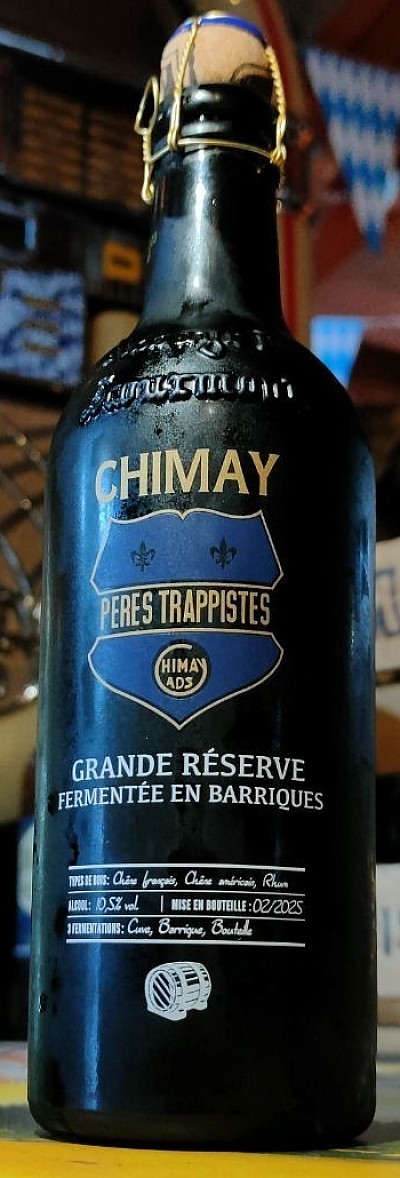 CHIMAY
PERES TRAPPISTES
CHIMAY
ADS
GRANDE RÉSERVE
FERMENTÉE EN BARRIQUES
TYPES DE BOIS: Chêne français, Chêne américain, Rhum
ALCOOL: 10,5% vol. | MISE EN BOUTEILLE: 02/2025
3 FERMENTATIONS: Cuve, Barrique, Bouteille